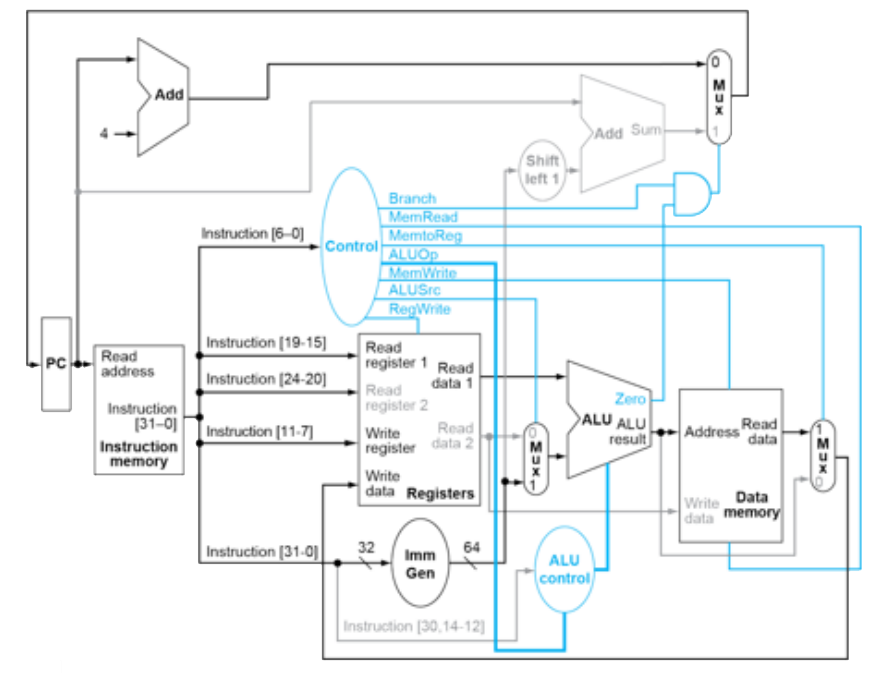 0
M
u
x
1
Add
4
Add Sum
Shift
left 1
Branch
MemRead
MemtoReg
ALUOp
MemWrite
ALUSrc
RegWrite
Control
Instruction [6–0]
PC
Read
address
Instruction
[31–0]
Instruction
memory
Instruction [19-15]
Instruction [24-20]
Instruction [11-7]
Read
register 1
Read
data 1
Read
register 2
Write
register
Read
data 2
Write
data
Registers
0
M
u
x
1
Zero
ALU
ALU
result
Address
Read
data
Write
data
Data
memory
1
M
u
x
0
Instruction [31-0]
32
Imm
Gen
64
ALU
control
Instruction [30,14-12]